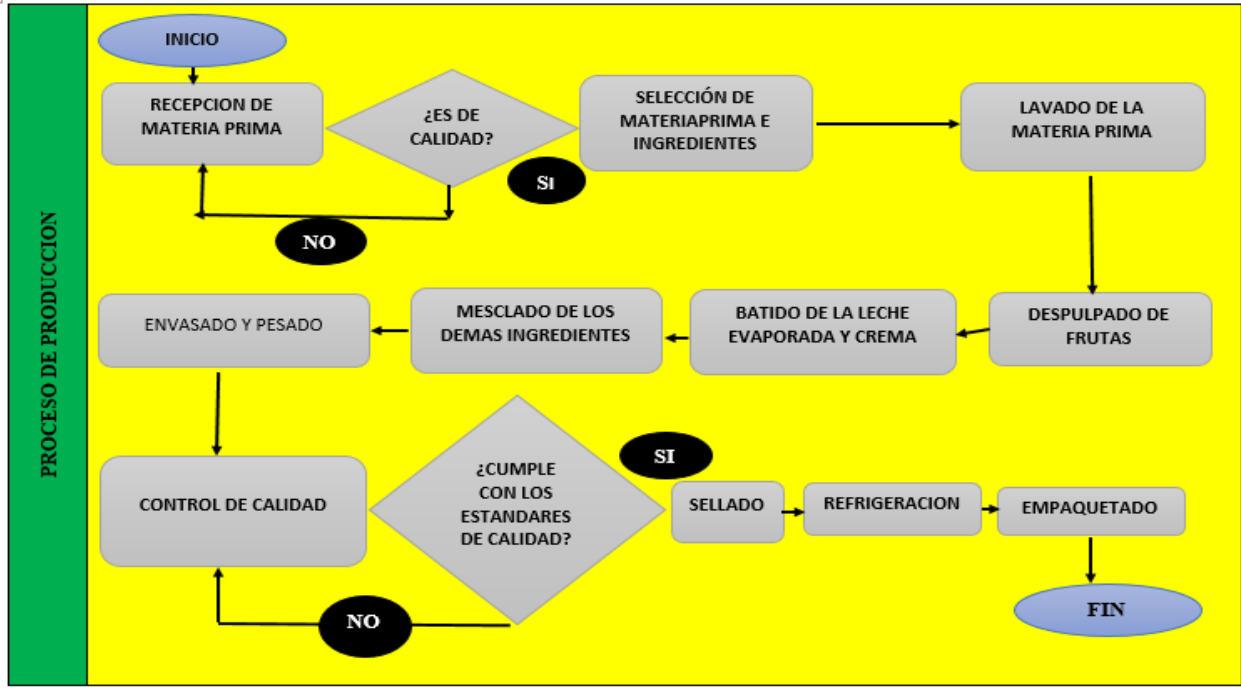 PROCESO DE PRODUCCION
INICIO
RECEPCION DE
MATERIA PRIMA
¿ES DE
CALIDAD?
SI
NO
SELECCIÓN DE
MATERIAPRIMA E
INGREDIENTES
LAVADO DE LA
MATERIA PRIMA
DESPULPADO DE
FRUTAS
BATIDO DE LA LECHE
EVAPORADA Y CREMA
MESCLADO DE LOS
DEMAS INGREDIENTES
ENVASADO Y PESADO
CONTROL DE CALIDAD
¿CUMPLE
CON LOS
ESTANDARES
DE CALIDAD?
SI
NO
SELLADO
REFRIGERACION
EMPAQUETADO
FIN